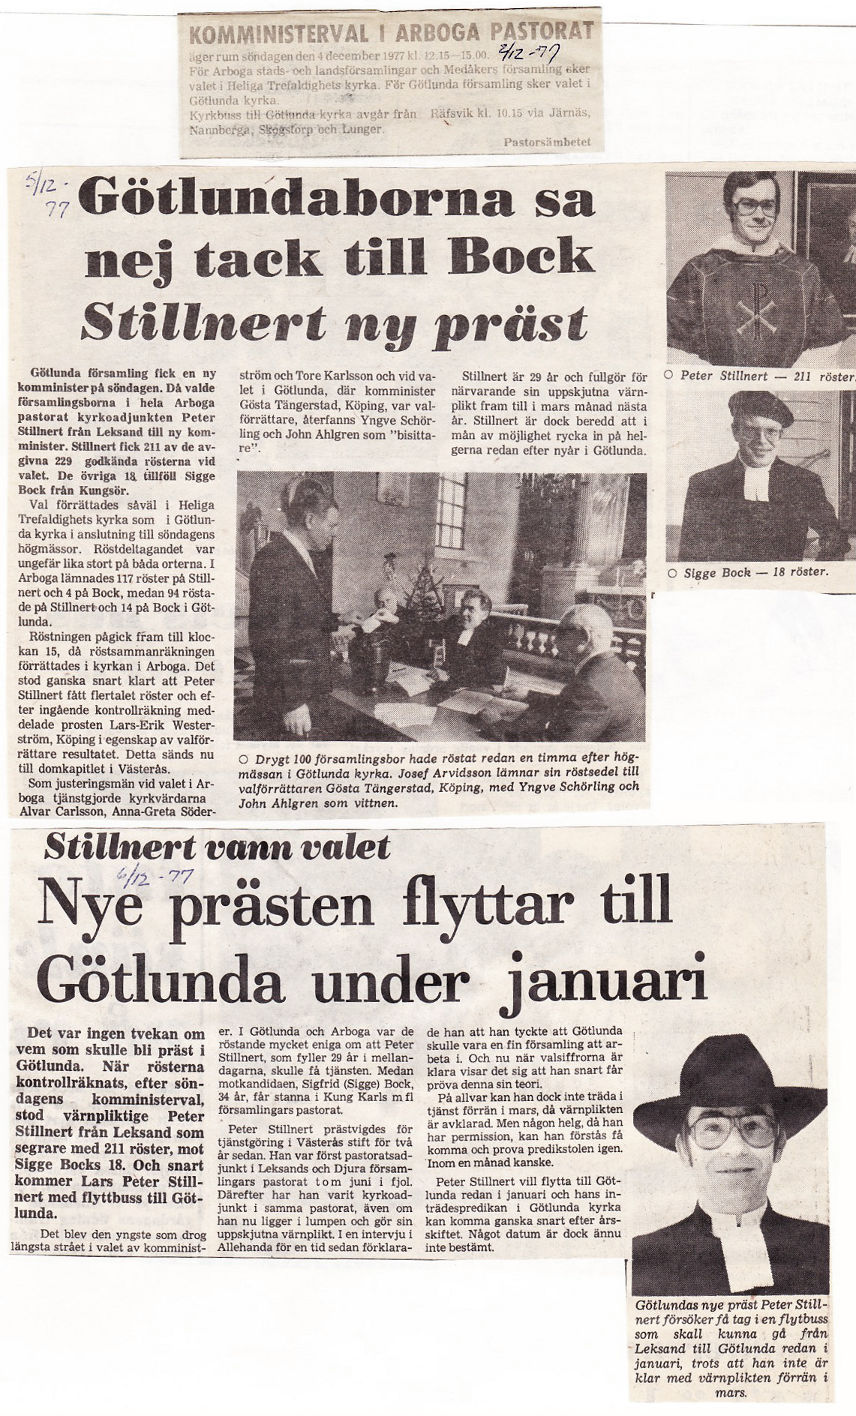 KOMMINISTERVAL I ARBOGA PASTORAT
äger rum söndagen den 4 december 1977 kl. 12.15—15.00.
2/12-77
För Arboga stads- och landsförsamlingar och Medåkers församling sker
valet i Heliga Trefaldighets kyrka. För Götlunda församling sker valet i
Götlunda kyrka.
Kyrkbuss till Götlunda kyrka avgår från Räfsvik kl. 10.15 via Järnäs,
Nannberga, Skogstorp och Lunger.
Pastorsämbetet
5/12-
77
Götlundaborna sa
nej tack till Bock
Stillnert ny präst
Götlunda församling fick en ny
komminister på söndagen. Då valde
församlingsborna i hela Arboga
pastorat kyrkoadjunkten Peter
Stillnert från Leksand till ny kom-
minister. Stillnert fick 211 av de av-
givna 229 godkända rösterna vid
valet. De övriga 18 tillföll Sigge
Bock från Kungsör.
Val förrättades såväl i Heliga
Trefaldighets kyrka som i Götlun-
da kyrka i anslutning till söndagens
högmässor. Röstdeltagandet var
ungefär lika stort på båda orterna. I
Arboga lämnades 117 röster på Still-
nert och 4 på Bock, medan 94 rösta-
de på Stillnert och 14 på Bock i Göt-
lunda.
Röstningen pågick fram till kloc-
kan 15, då röstsammanräkningen
förrättades i kyrkan i Arboga. Det
stod ganska snart klart att Peter
Stillnert fått flertalet röster och ef-
ter ingående kontrollräkning med-
delade prosten Lars-Erik Wester-
ström, Köping i egenskap av valför-
rättare resultatet. Detta sänds nu
till domkapitlet i Västerås.
Som justeringsmän vid valet i Ar-
boga tjänstgjorde kyrkvärdarna
Alvar Carlsson, Anna-Greta Söder-
ström och Tore Karlsson och vid va-
let i Götlunda, där komminister
Gösta Tängerstad, Köping, var val-
förrättare, återfanns Yngve Schör-
ling och John Ahlgren som "bisitta-
re".
Stillnert är 29 år och fullgör för
närvarande sin uppskjutna värn-
plikt fram till i mars månad nästa
år. Stillnert är dock beredd att i
mån av möjlighet rycka in på hel-
gerna redan efter nyår i Götlunda.
○ Drygt 100 församlingsbor hade röstat redan en timma efter hög-
mässan i Götlunda kyrka. Josef Arvidsson lämnar sin röstsedel till
valförrättaren Gösta Tängerstad, Köping, med Yngve Schörling och
John Ahlgren som vittnen.
○ Peter Stillnert — 211 röster.
○ Sigge Bock — 18 röster.
Stillnert vann valet
6/12-77
Nye prästen flyttar till
Götlunda under januari
Det var ingen tvekan om
vem som skulle bli präst i
Götlunda. När rösterna
kontrollräknats, efter sön-
dagens komministerval,
stod värnpliktige Peter
Stillnert från Leksand som
segrare med 211 röster, mot
Sigge Bocks 18. Och snart
kommer Lars Peter Still-
nert med flyttbuss till Göt-
lunda.
Det blev den yngste som drog
längsta strået i valet av komminist-
er. I Götlunda och Arboga var de
röstande mycket eniga om att Peter
Stillnert, som fyller 29 år i mellan-
dagarna, skulle få tjänsten. Medan
motkandidaen, Sigfrid (Sigge) Bock,
34 år, får stanna i Kung Karls m fl
församlingars pastorat.
Peter Stillnert prästvigdes för
tjänstgöring i Västerås stift för två
år sedan. Han var först pastoratsad-
junkt i Leksands och Djura försam-
lingars pastorat t o m juni i fjol.
Därefter har han varit kyrkoad-
junkt i samma pastorat, även om
han nu ligger i lumpen och gör sin
uppskjutna värnplikt. I en intervju i
Allehanda för en tid sedan förklara-
de han att han tyckte att Götlunda
skulle vara en fin församling att ar-
beta i. Och nu när valsiffrorna är
klara visar det sig att han snart får
pröva denna sin teori.
På allvar kan han dock inte träda i
tjänst förrän i mars, då värnplikten
är avklarad. Men någon helg, då han
har permission, kan han förstås få
komma och prova predikstolen igen.
Inom en månad kanske.
Peter Stillnert vill flytta till Göt-
lunda redan i januari och hans in-
trädespredikan i Götlunda kyrka
kan komma ganska snart efter års-
skiftet. Något datum är dock ännu
inte bestämt.
Götlundas nye präst Peter Still-
nert försöker få tag i en flytbuss
som skall kunna gå från
Leksand till Götlunda redan i
januari, trots att han inte är
klar med värnplikten förrän i
mars.